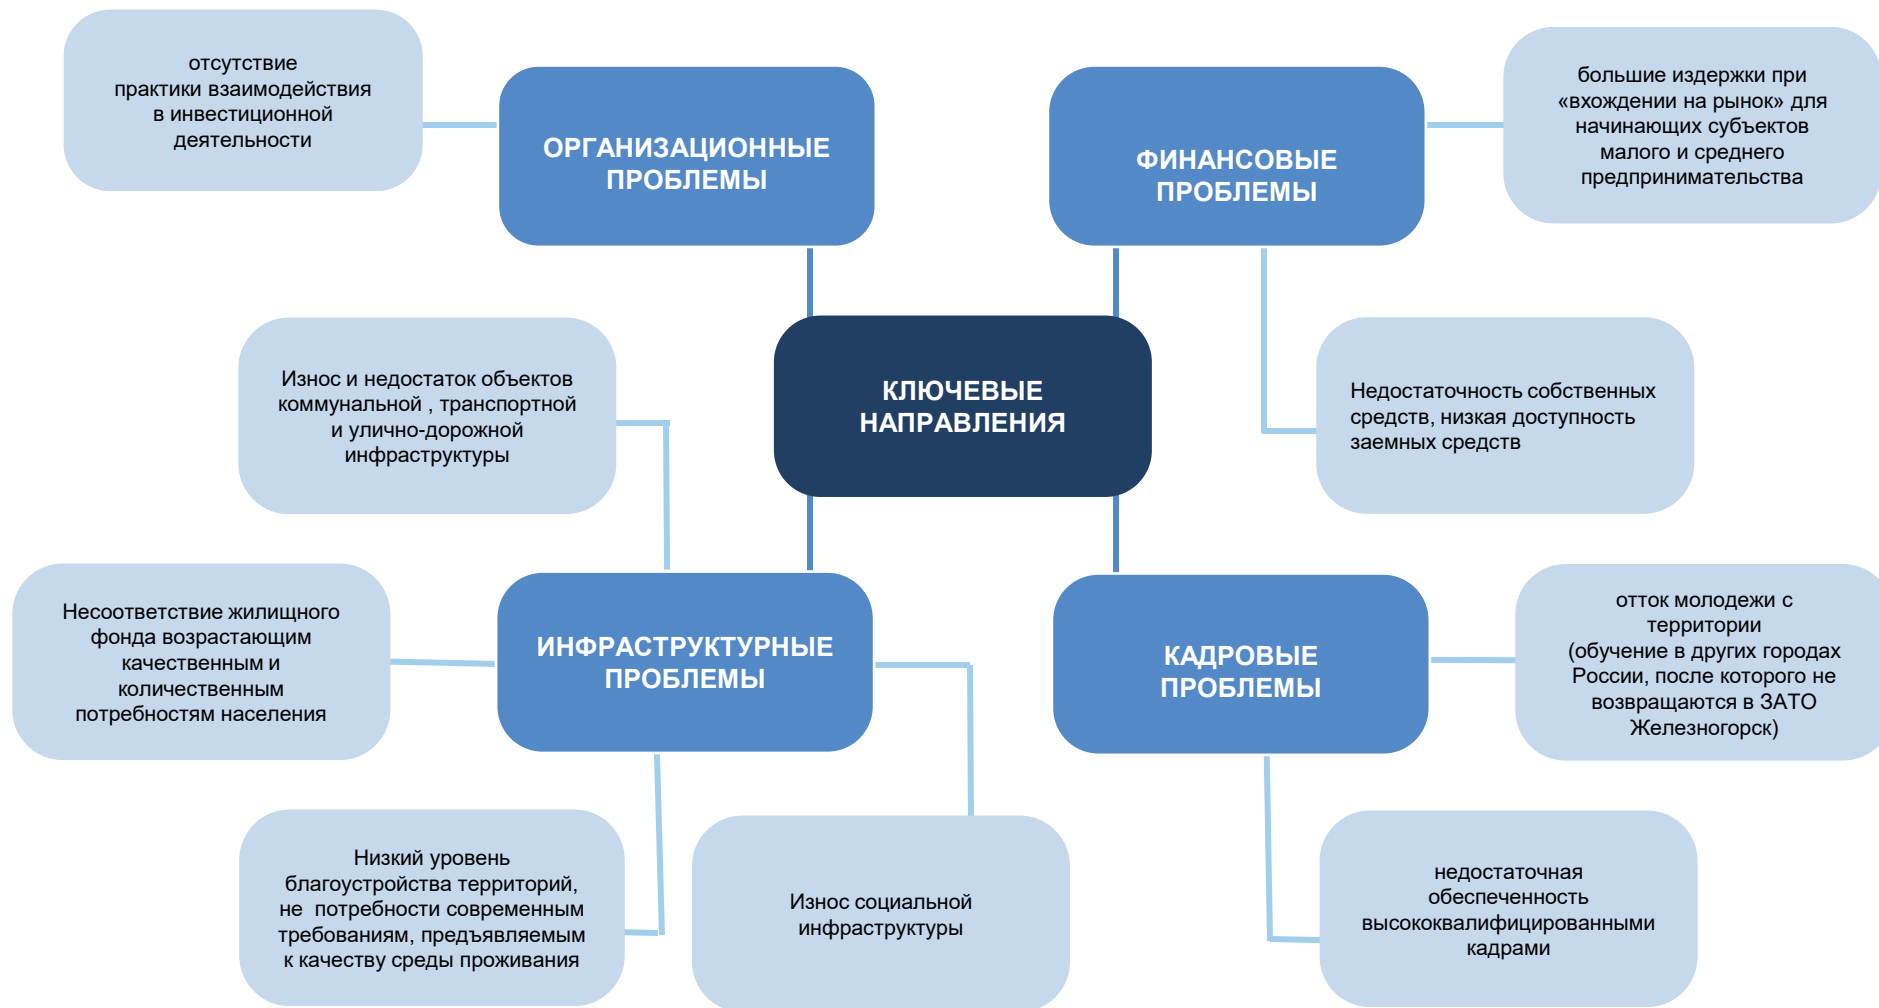 отсутствие
практики взаимодействия
в инвестиционной
деятельности
ОРГАНИЗАЦИОННЫЕ
ПРОБЛЕМЫ
ФИНАНСОВЫЕ
ПРОБЛЕМЫ
большие издержки при
«вхождении на рынок» для
начинающих субъектов
малого и среднего
предпринимательства
Износ и недостаток объектов
коммунальной , транспортной
и улично-дорожной
инфраструктуры
КЛЮЧЕВЫЕ
НАПРАВЛЕНИЯ
Недостаточность собственных
средств, низкая доступность
заемных средств
Несоответствие жилищного
фонда возрастающим
качественным и
количественным
потребностям населения
ИНФРАСТРУКТУРНЫЕ
ПРОБЛЕМЫ
КАДРОВЫЕ
ПРОБЛЕМЫ
отток молодежи с
территории
(обучение в других городах
России, после которого не
возвращаются в ЗАТО
Железногорск)
Низкий уровень
благоустройства территорий,
не  потребности современным
требованиям, предъявляемым
к качеству среды проживания
Износ социальной
инфраструктуры
недостаточная
обеспеченность
высококвалифицированными
кадрами